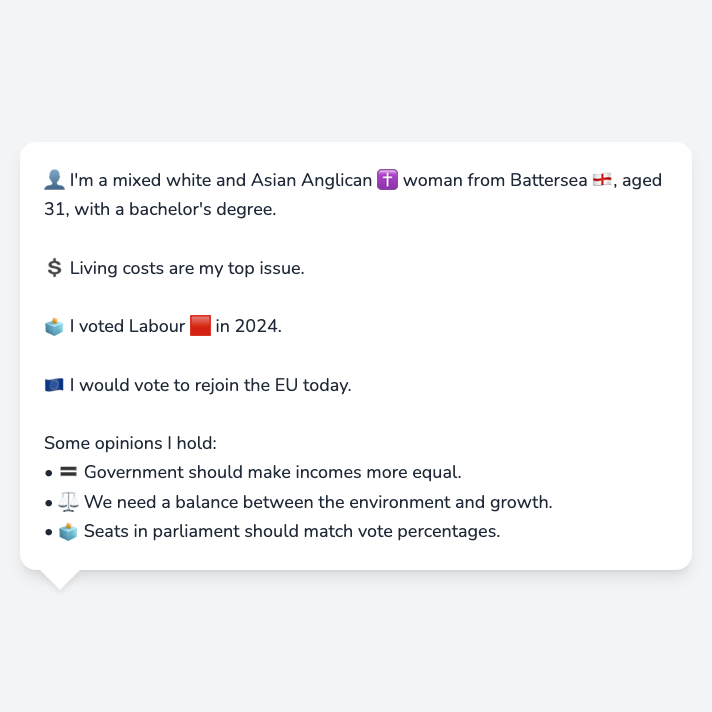 👤 I'm a mixed white and Asian Anglican ✝️ woman from Battersea 🏴󠁧󠁢󠁥󠁮󠁧󠁿, aged
31, with a bachelor's degree.
💲 Living costs are my top issue.
🗳️ I voted Labour 🟥 in 2024.
🇪🇺 I would vote to rejoin the EU today.
Some opinions I hold:
• 🟰 Government should make incomes more equal.
• ⚖️ We need a balance between the environment and growth.
• 🗳️ Seats in parliament should match vote percentages.